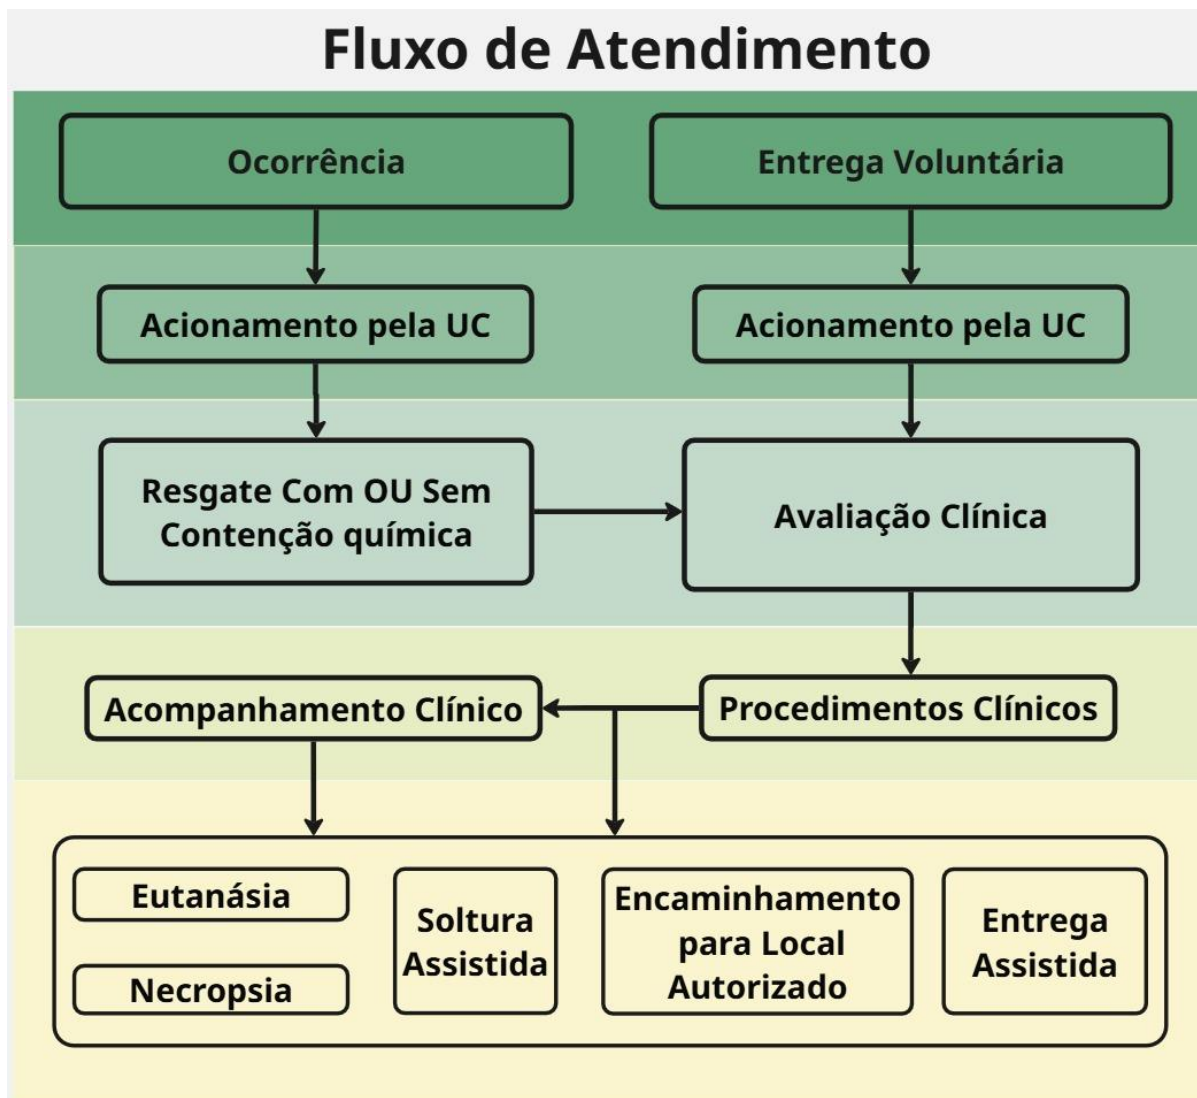 Fluxo de Atendimento
Ocorrência
Entrega Voluntária
Acionamento pela UC
Acionamento pela UC
Resgate Com OU Sem
Contenção química
Avaliação Clínica
Acompanhamento Clínico
Procedimentos Clínicos
Eutanásia
Necropsia
Soltura
Assistida
Encaminhamento
para Local
Autorizado
Entrega
Assistida